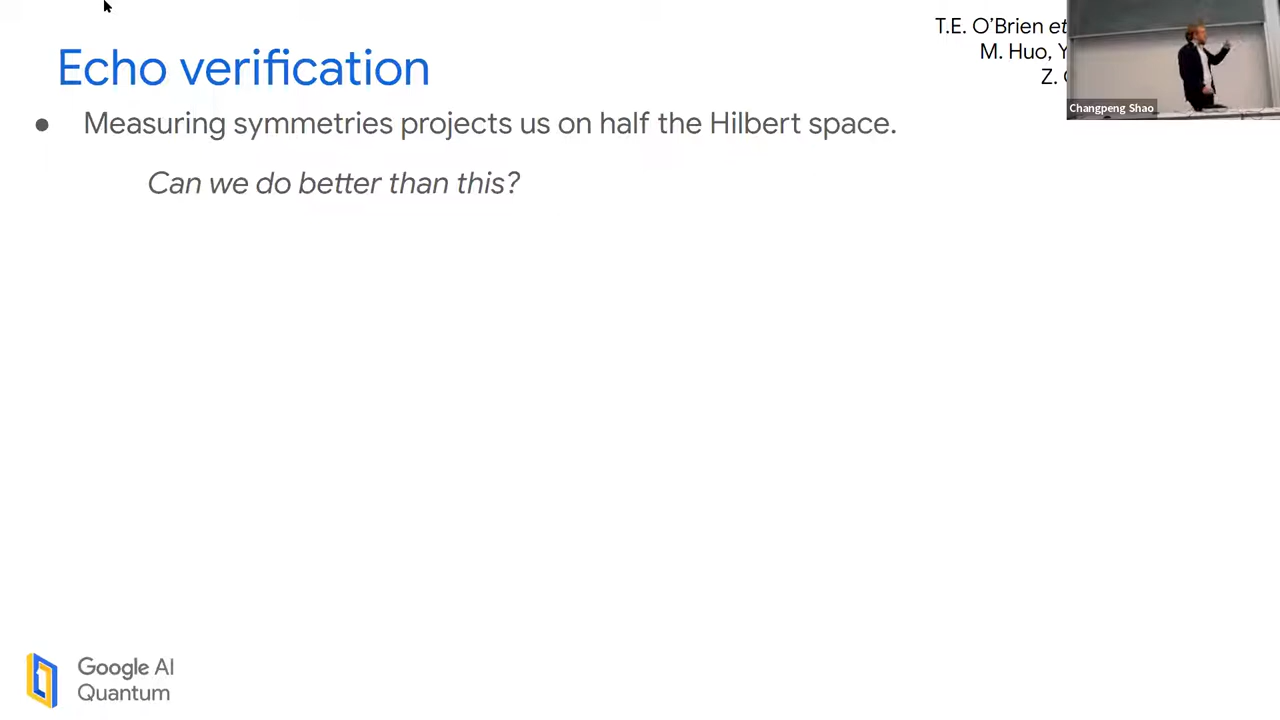 T.E. O’Brien et
M. Huo, Y
Z.
Echo verification
Changpeng Shao
● Measuring symmetries projects us on half the Hilbert space.
Can we do better than this?
Google AI
Quantum